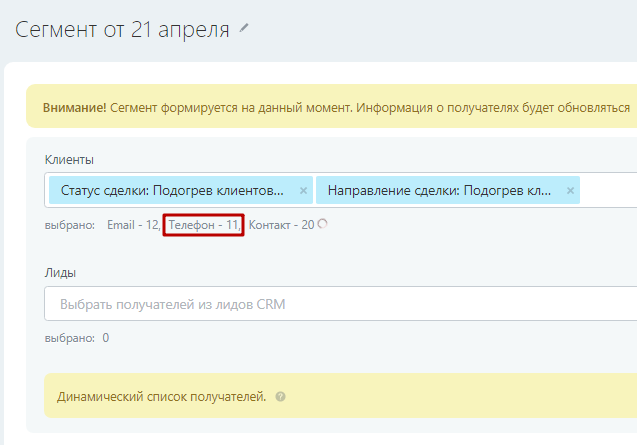 Сегмент от 21 апреля
Внимание! Сегмент формируется на данный момент. Информация о получателях будет обновляться
Клиенты
Статус сделки: Подогрев клиентов... × Направление сделки: Подогрев кл... ×
выбрано: Email - 12, Телефон - 11, Контакт - 20
Лиды
Выбрать получателей из лидов CRM
выбрано: 0
Динамический список получателей. ?